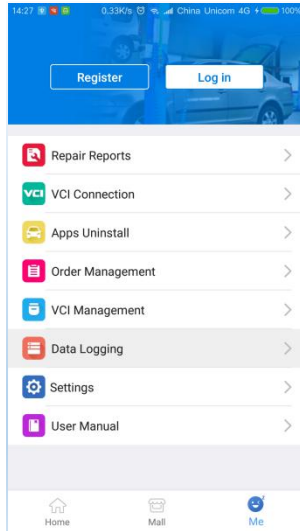 14:27 0.33K/s China Unicom 4G 100%
Register Log in
Repair Reports
VCI VCI Connection
Apps Uninstall
Order Management
VCI Management
Data Logging
Settings
User Manual
Home Mall Me